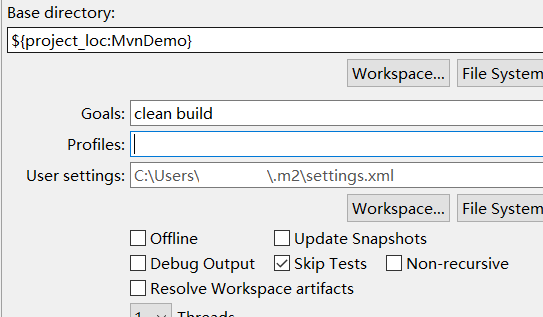 Base directory:
${project_loc:MvnDemo}
Workspace... File System
Goals: clean build
Profiles:
User settings: C:\Users\ \.m2\settings.xml
Workspace... File System
Offline Update Snapshots
Debug Output Skip Tests Non-recursive
Resolve Workspace artifacts
1 Threads